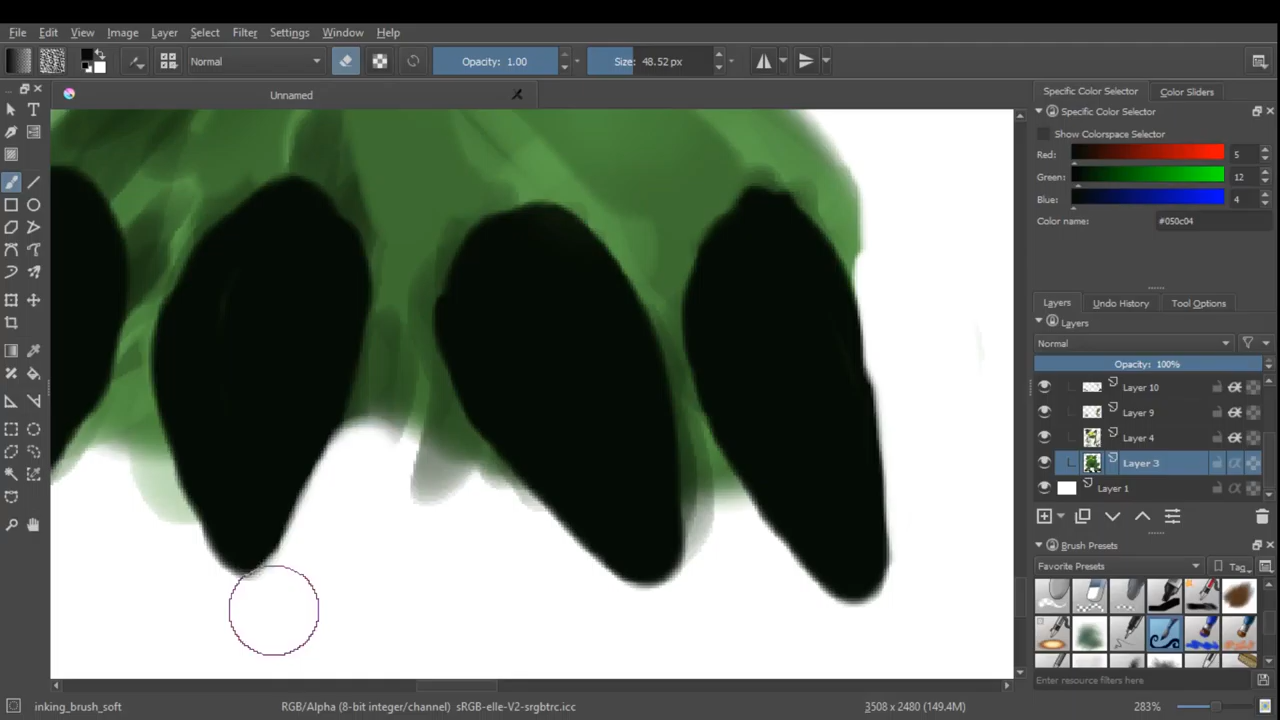 File Edit View Image Layer Select Filter Settings Window Help
Normal Opacity: 1.00 Size: 48.52 px
Unnamed
Specific Color Selector Color Sliders
Specific Color Selector
Show Colorspace Selector
Red: 5
Green: 12
Blue: 4
Color name: #050c04
Layers Undo History Tool Options
Layers
Normal
Opacity: 100%
Layer 10
Layer 9
Layer 4
Layer 3
Layer 1
Brush Presets
Favorite Presets Tag
Enter resource filters here
inking_brush_soft RGB/Alpha (8-bit integer/channel) sRGB-elle-V2-srgbtrc.icc 3508 x 2480 (149.4M) 283%